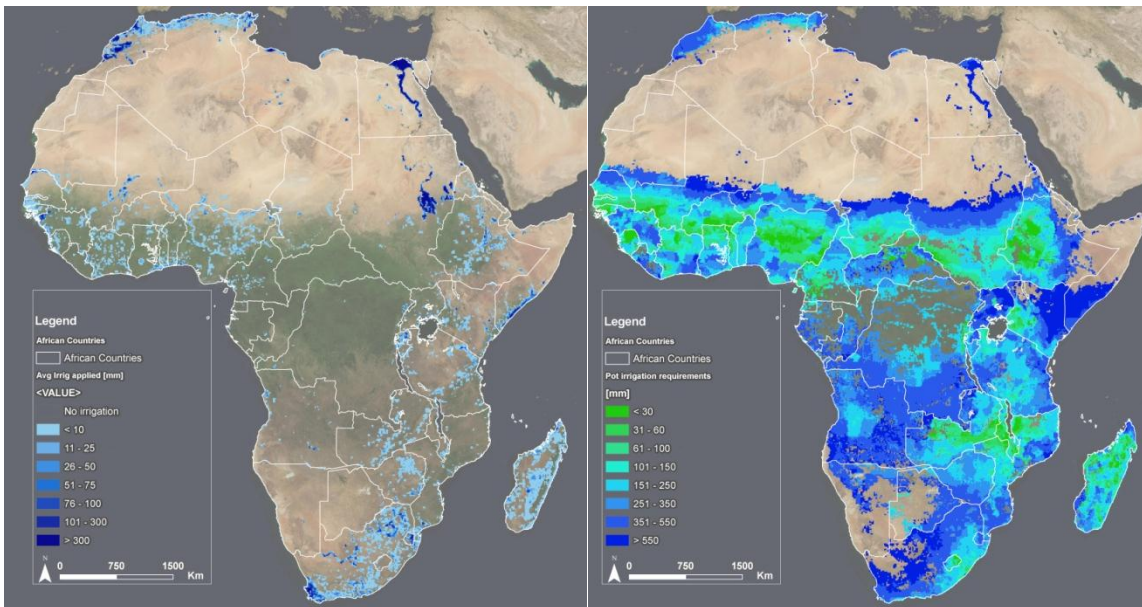 Legend
African Countries
African Countries
Avg Irrig applied [mm]
<VALUE>
No irrigation
< 10
11 - 25
26 - 50
51 - 75
76 - 100
101 - 300
> 300
N
0 750 1500
Km
Legend
African Countries
African Countries
Pot irrigation requirements
[mm]
< 30
31 - 60
61 - 100
101 - 150
151 - 250
251 - 350
351 - 550
> 550
N
0 750 1500
Km